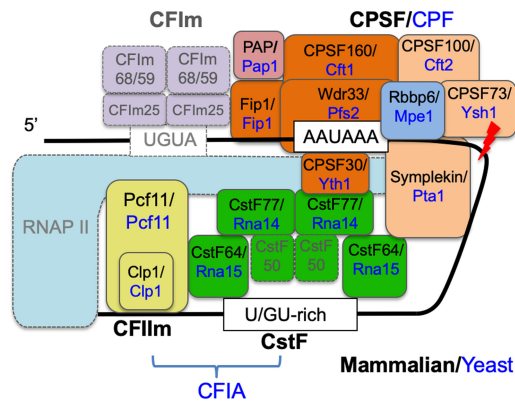 CFIm
CPSF/CPF
CFIm
68/59
CFIm
68/59
PAP/
Pap1
CPSF160/
Cft1
CPSF100/
Cft2
CFIm25
CFIm25
Fip1/
Fip1
Wdr33/
Pfs2
Rbbp6/
Mpe1
CPSF73/
Ysh1
5’
UGUA
AAUAAA
RNAP II
Pcf11/
Pcf11
CPSF30/
Yth1
Symplekin/
Pta1
CstF77/
Rna14
CstF77/
Rna14
Clp1/
Clp1
CstF64/
Rna15
CstF
50
CstF
50
CstF64/
Rna15
U/GU-rich
CFIIm
CstF
Mammalian/Yeast
CFIA